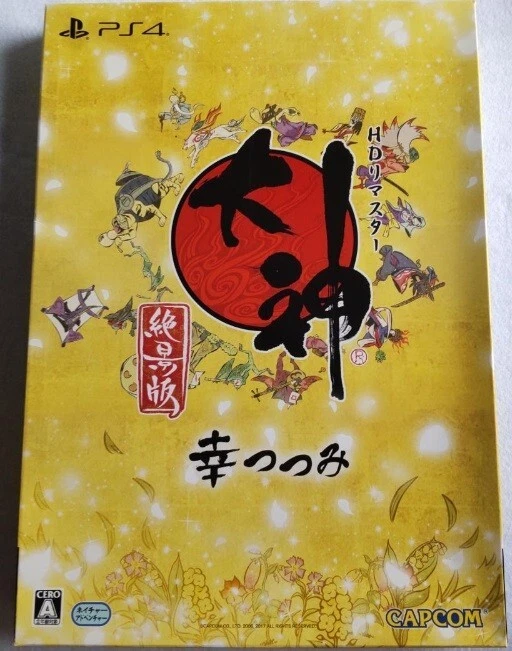 PS4
HDリマスター
大神
絶景版
幸つつみ
CERO
A
ネイチャー
アドベンチャー
CAPCOM